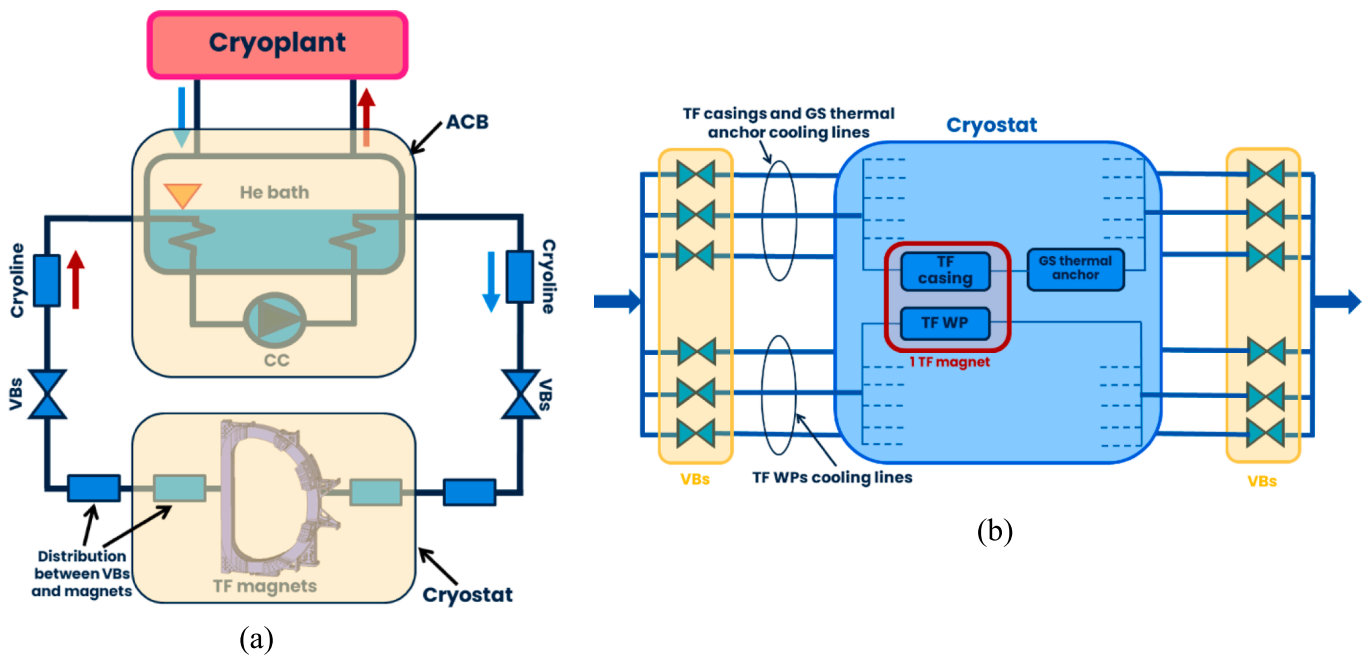 Cryoplant
ACB
He bath
Cryoline
Cryoline
CC
VBs
VBs
Distribution
between VBs
and magnets
TF magnets
Cryostat
(a)
TF casings and GS thermal
anchor cooling lines
Cryostat
TF
casing
GS thermal
anchor
TF WP
1 TF magnet
VBs
TF WPs cooling lines
VBs
(b)